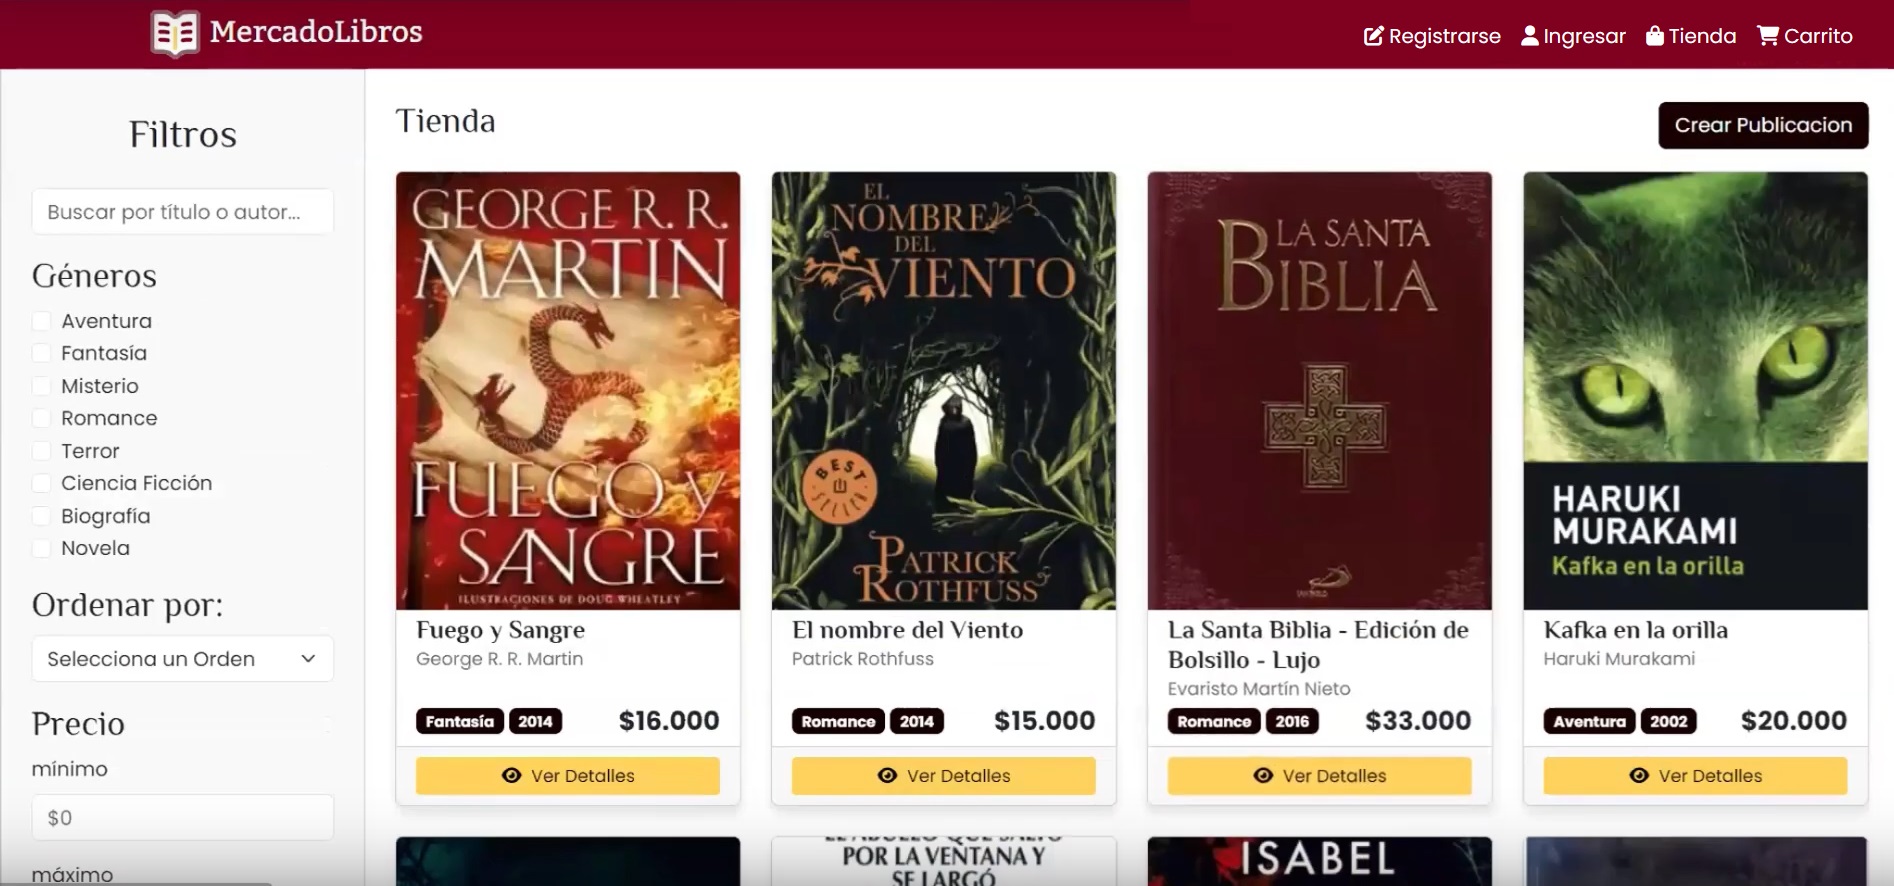 MercadoLibros
Registrarse
Ingresar
Tienda
Carrito
Filtros
Buscar por título o autor...
Géneros
Aventura
Fantasía
Misterio
Romance
Terror
Ciencia Ficción
Biografía
Novela
Ordenar por:
Selecciona un Orden
Precio
mínimo
$0
máximo
Tienda
Crear Publicacion
GEORGE R. R.
MARTIN
FUEGO Y
SANGRE
ILUSTRACIONES DE DOUG WHEATLEY
Fuego y Sangre
George R. R. Martin
Fantasía 2014 $16.000
Ver Detalles
EL
NOMBRE
DEL
VIENTO
BEST
SELLER
PATRICK
ROTHFUSS
El nombre del Viento
Patrick Rothfuss
Romance 2014 $15.000
Ver Detalles
LA SANTA
BIBLIA
La Santa Biblia - Edición de
Bolsillo - Lujo
Evaristo Martín Nieto
Romance 2016 $33.000
Ver Detalles
HARUKI
MURAKAMI
Kafka en la orilla
Kafka en la orilla
Haruki Murakami
Aventura 2002 $20.000
Ver Detalles
EL ABUELO QUE SALTÓ
POR LA VENTANA Y
SE LARGÓ
ISABEL